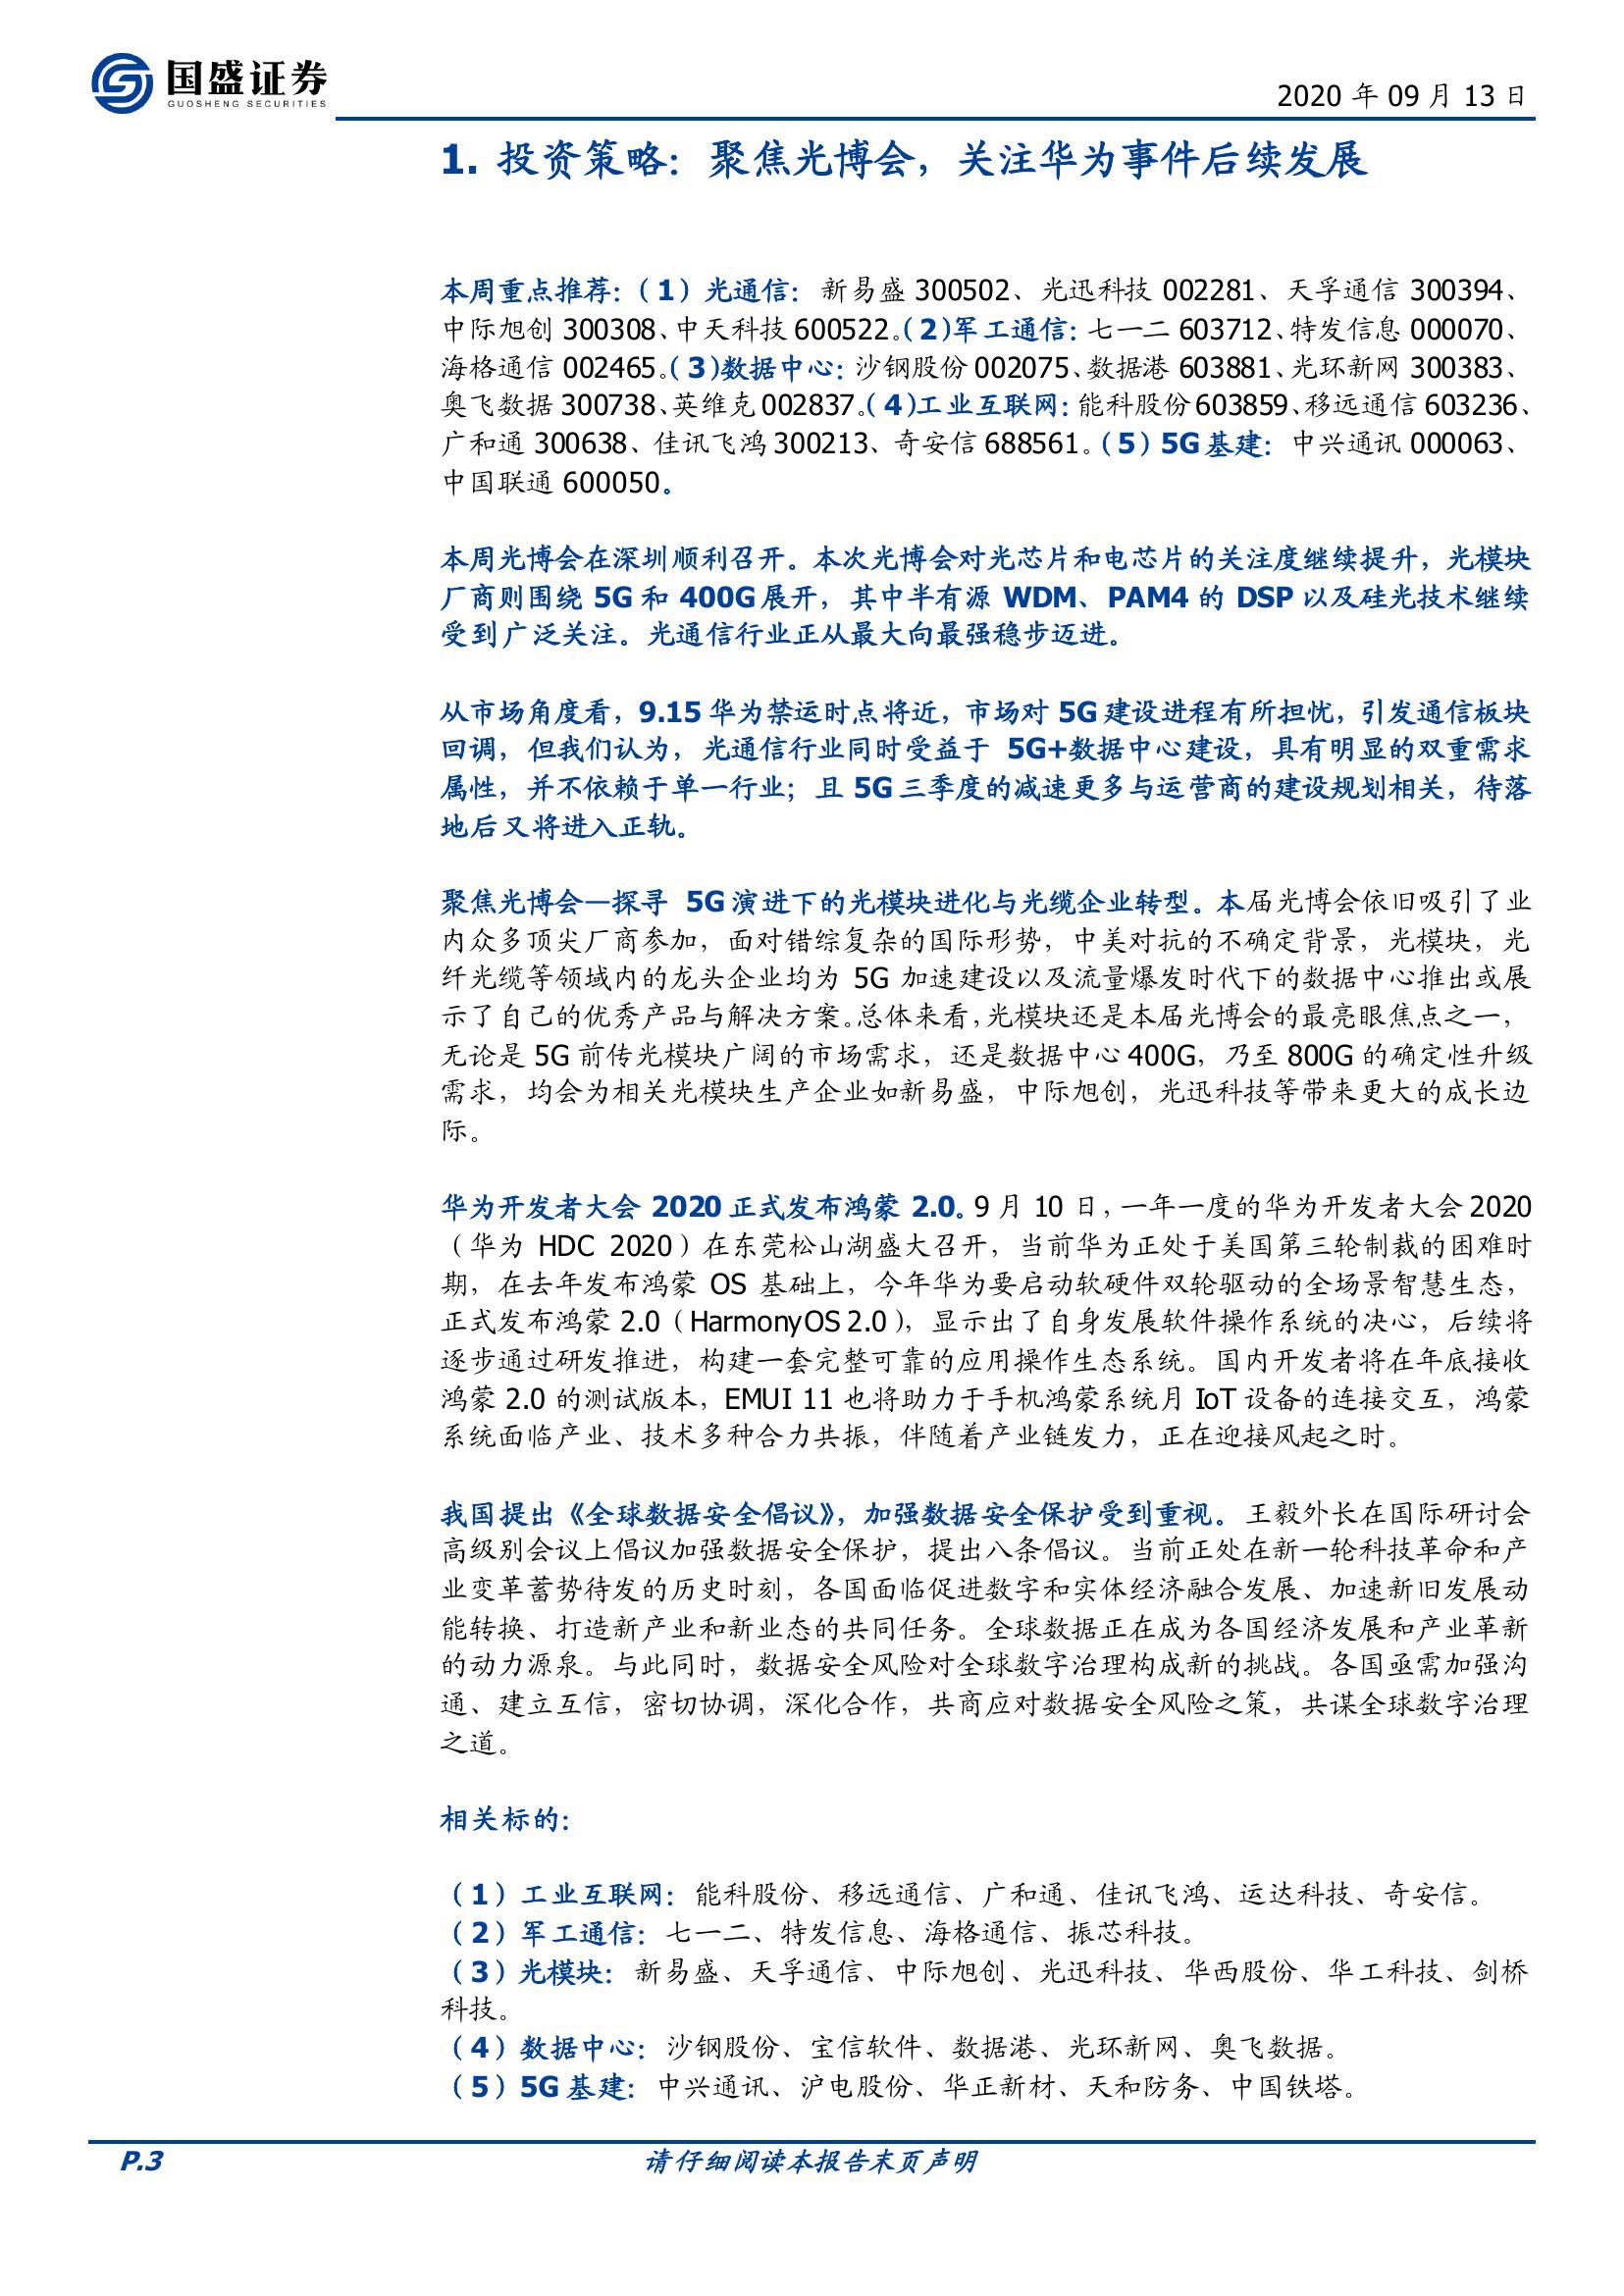 国盛证券
GUOSHENG SECURITIES
2020 年 09 月 13 日
1. 投资策略：聚焦光博会，关注华为事件后续发展
本周重点推荐：（1）光通信：新易盛 300502、光迅科技 002281、天孚通信 300394、
中际旭创 300308、中天科技 600522。（2）军工通信：七一二 603712、特发信息 000070、
海格通信 002465。（3）数据中心：沙钢股份 002075、数据港 603881、光环新网 300383、
奥飞数据 300738、英维克 002837。（4）工业互联网：能科股份 603859、移远通信 603236、
广和通 300638、佳讯飞鸿 300213、奇安信 688561。（5）5G 基建：中兴通讯 000063、
中国联通 600050。
本周光博会在深圳顺利召开。本次光博会对光芯片和电芯片的关注度继续提升，光模块
厂商则围绕 5G 和 400G 展开，其中半有源 WDM、PAM4 的 DSP 以及硅光技术继续
受到广泛关注。光通信行业正从最大向最强稳步迈进。
从市场角度看，9.15 华为禁运时点将近，市场对 5G 建设进程有所担忧，引发通信板块
回调，但我们认为，光通信行业同时受益于 5G+数据中心建设，具有明显的双重需求
属性，并不依赖于单一行业；且 5G 三季度的减速更多与运营商的建设规划相关，待落
地后又将进入正轨。
聚焦光博会—探寻 5G 演进下的光模块进化与光缆企业转型。本届光博会依旧吸引了业
内众多顶尖厂商参加，面对错综复杂的国际形势，中美对抗的不确定背景，光模块，光
纤光缆等领域内的龙头企业均为 5G 加速建设以及流量爆发时代下的数据中心推出或展
示了自己的优秀产品与解决方案。总体来看，光模块还是本届光博会的最亮眼焦点之一，
无论是 5G 前传光模块广阔的市场需求，还是数据中心 400G，乃至 800G 的确定性升级
需求，均会为相关光模块生产企业如新易盛，中际旭创，光迅科技等带来更大的成长边
际。
华为开发者大会 2020 正式发布鸿蒙 2.0。9 月 10 日，一年一度的华为开发者大会 2020
（华为 HDC 2020）在东莞松山湖盛大召开，当前华为正处于美国第三轮制裁的困难时
期，在去年发布鸿蒙 OS 基础上，今年华为要启动软硬件双轮驱动的全场景智慧生态，
正式发布鸿蒙 2.0（HarmonyOS 2.0），显示出了自身发展软件操作系统的决心，后续将
逐步通过研发推进，构建一套完整可靠的应用操作生态系统。国内开发者将在年底接收
鸿蒙 2.0 的测试版本，EMUI 11 也将助力于手机鸿蒙系统月 IoT 设备的连接交互，鸿蒙
系统面临产业、技术多种合力共振，伴随着产业链发力，正在迎接风起之时。
我国提出《全球数据安全倡议》，加强数据安全保护受到重视。王毅外长在国际研讨会
高级别会议上倡议加强数据安全保护，提出八条倡议。当前正处在新一轮科技革命和产
业变革蓄势待发的历史时刻，各国面临促进数字和实体经济融合发展、加速新旧发展动
能转换、打造新产业和新业态的共同任务。全球数据正在成为各国经济发展和产业革新
的动力源泉。与此同时，数据安全风险对全球数字治理构成新的挑战。各国亟需加强沟
通、建立互信，密切协调，深化合作，共商应对数据安全风险之策，共谋全球数字治理
之道。
相关标的：
（1）工业互联网：能科股份、移远通信、广和通、佳讯飞鸿、运达科技、奇安信。
（2）军工通信：七一二、特发信息、海格通信、振芯科技。
（3）光模块：新易盛、天孚通信、中际旭创、光迅科技、华西股份、华工科技、剑桥
科技。
（4）数据中心：沙钢股份、宝信软件、数据港、光环新网、奥飞数据。
（5）5G 基建：中兴通讯、沪电股份、华正新材、天和防务、中国铁塔。
P.3
请仔细阅读本报告末页声明